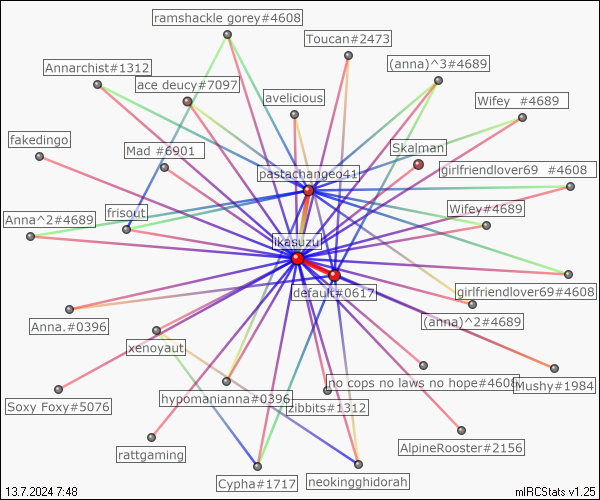 ramshackle gorey#4608
Toucan#2473
(anna)^3#4689
Annarchist#1312
ace deucy#7097
avelicious
Wifey #4689
fakedingo
Mad #6901
Skalman
pastachangeo41
girlfriendlover69 #4608
Anna^2#4689
frisout
Wifey#4689
ikasuzu
default#0617
girlfriendlover69#4608
(anna)^2#4689
Anna.#0396
xenoyaut
no cops no laws no hope#4608
Mushy#1984
Soxy Foxy#5076
hypomanianna#0396
zibbits#1312
rattgaming
AlpineRooster#2156
Cypha#1717
neokingghidorah
13.7.2024 7:48
mIRCStats v1.25